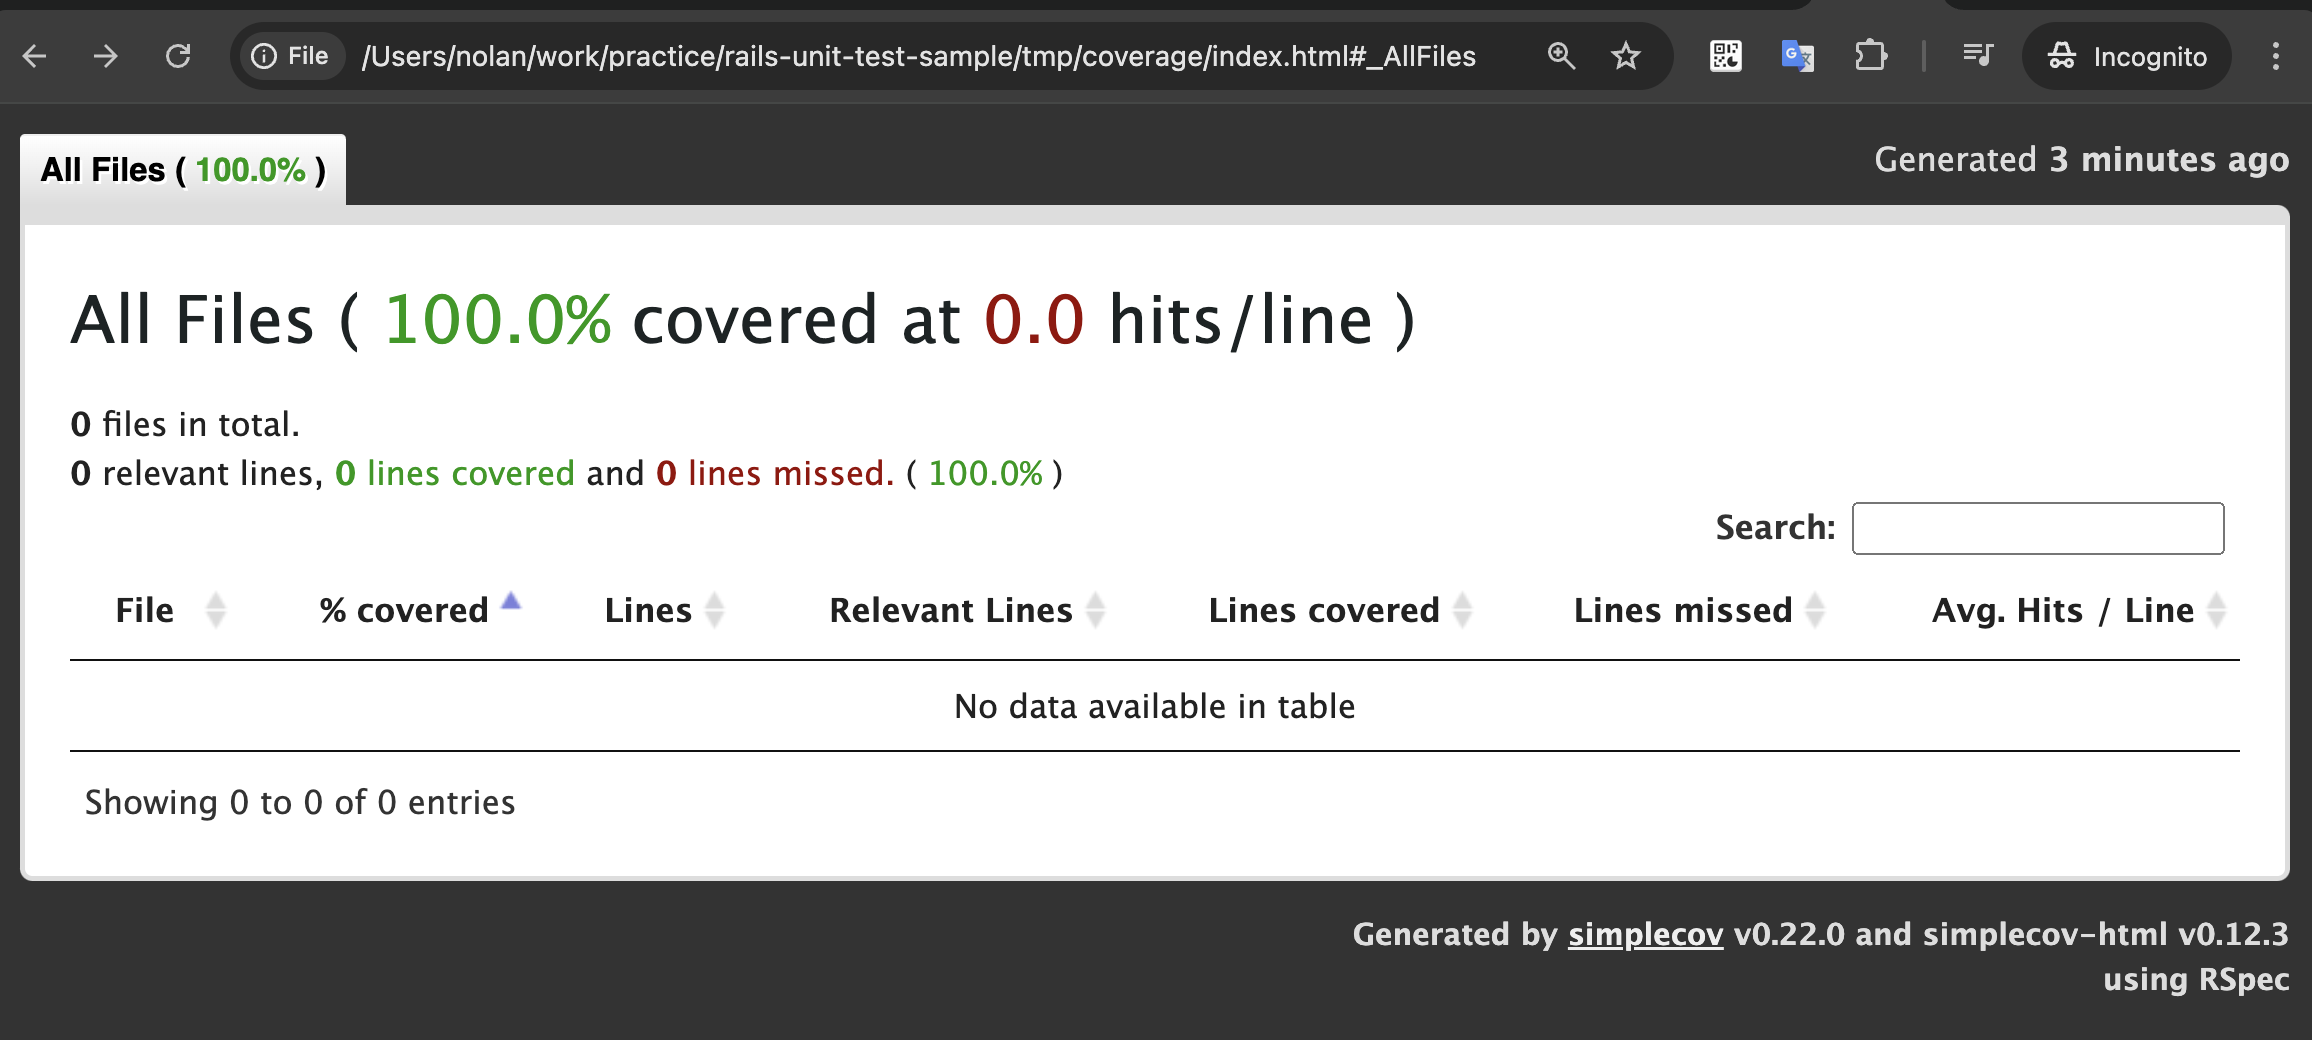 File /Users/nolan/work/practice/rails-unit-test-sample/tmp/coverage/index.html#_AllFiles Incognito
All Files ( 100.0% )
Generated 3 minutes ago
All Files ( 100.0% covered at 0.0 hits/line )
0 files in total.
0 relevant lines, 0 lines covered and 0 lines missed. ( 100.0% )
Search:
File % covered Lines Relevant Lines Lines covered Lines missed Avg. Hits / Line
No data available in table
Showing 0 to 0 of 0 entries
Generated by simplecov v0.22.0 and simplecov-html v0.12.3
using RSpec